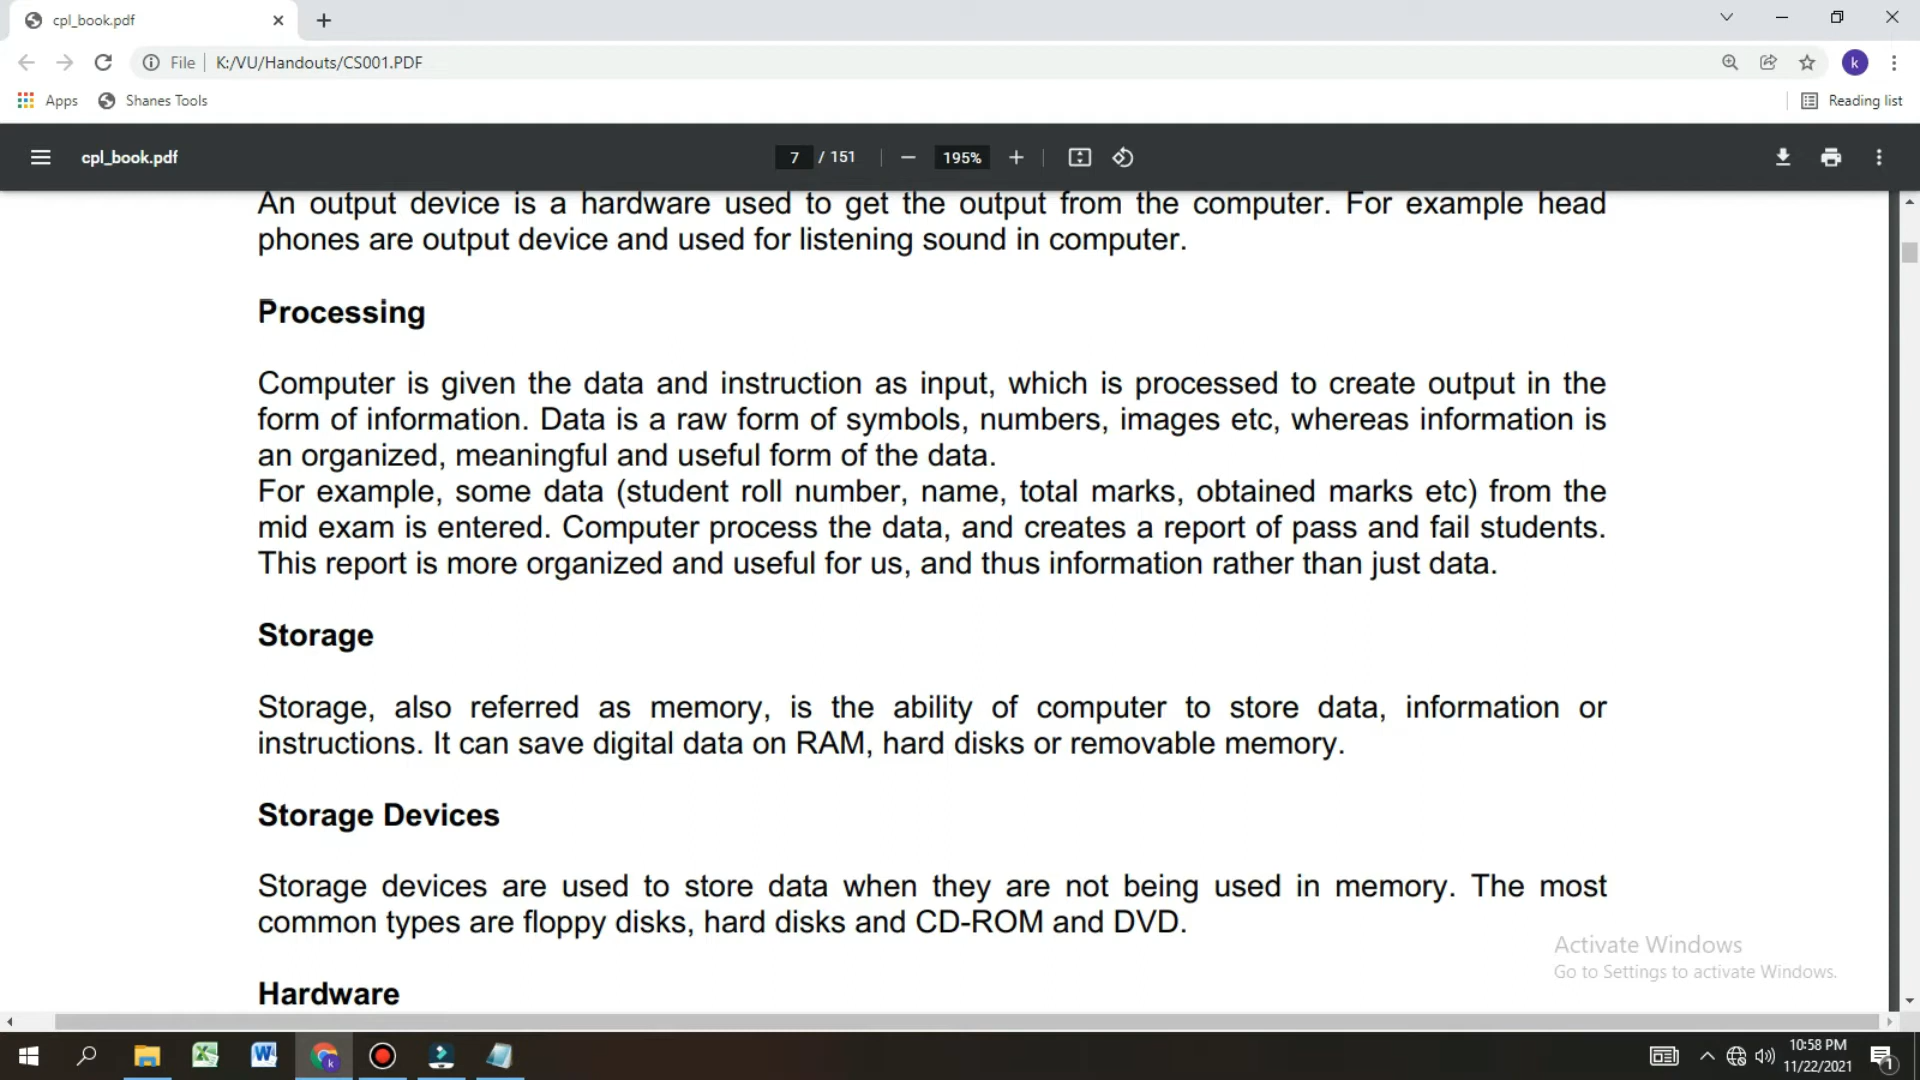 cpl_book.pdf
File
K:/VU/Handouts/CS001.PDF
k
Apps
Shanes Tools
Reading list
cpl_book.pdf
7 / 151
195%
An output device is a hardware used to get the output from the computer. For example head
phones are output device and used for listening sound in computer.
Processing
Computer is given the data and instruction as input, which is processed to create output in the
form of information. Data is a raw form of symbols, numbers, images etc, whereas information is
an organized, meaningful and useful form of the data.
For example, some data (student roll number, name, total marks, obtained marks etc) from the
mid exam is entered. Computer process the data, and creates a report of pass and fail students.
This report is more organized and useful for us, and thus information rather than just data.
Storage
Storage, also referred as memory, is the ability of computer to store data, information or
instructions. It can save digital data on RAM, hard disks or removable memory.
Storage Devices
Storage devices are used to store data when they are not being used in memory. The most
common types are floppy disks, hard disks and CD-ROM and DVD.
Hardware
Activate Windows
Go to Settings to activate Windows.
k
10:58 PM
11/22/2021
1